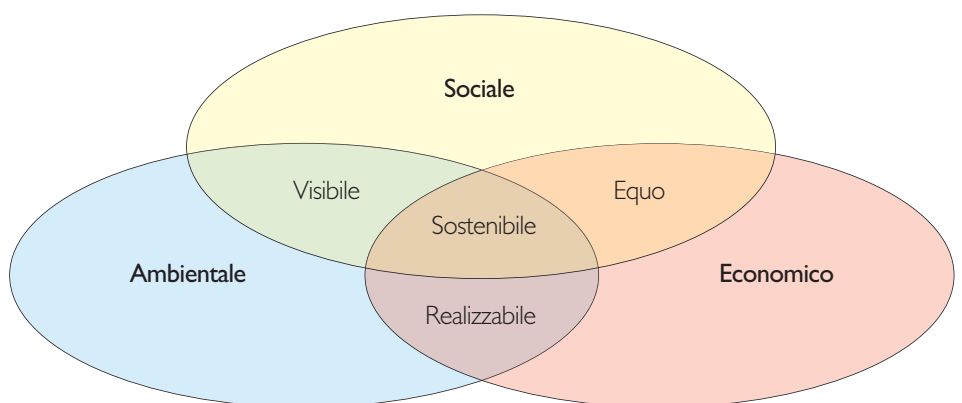 Sociale
Visibile
Equo
Sostenibile
Ambientale
Economico
Realizzabile